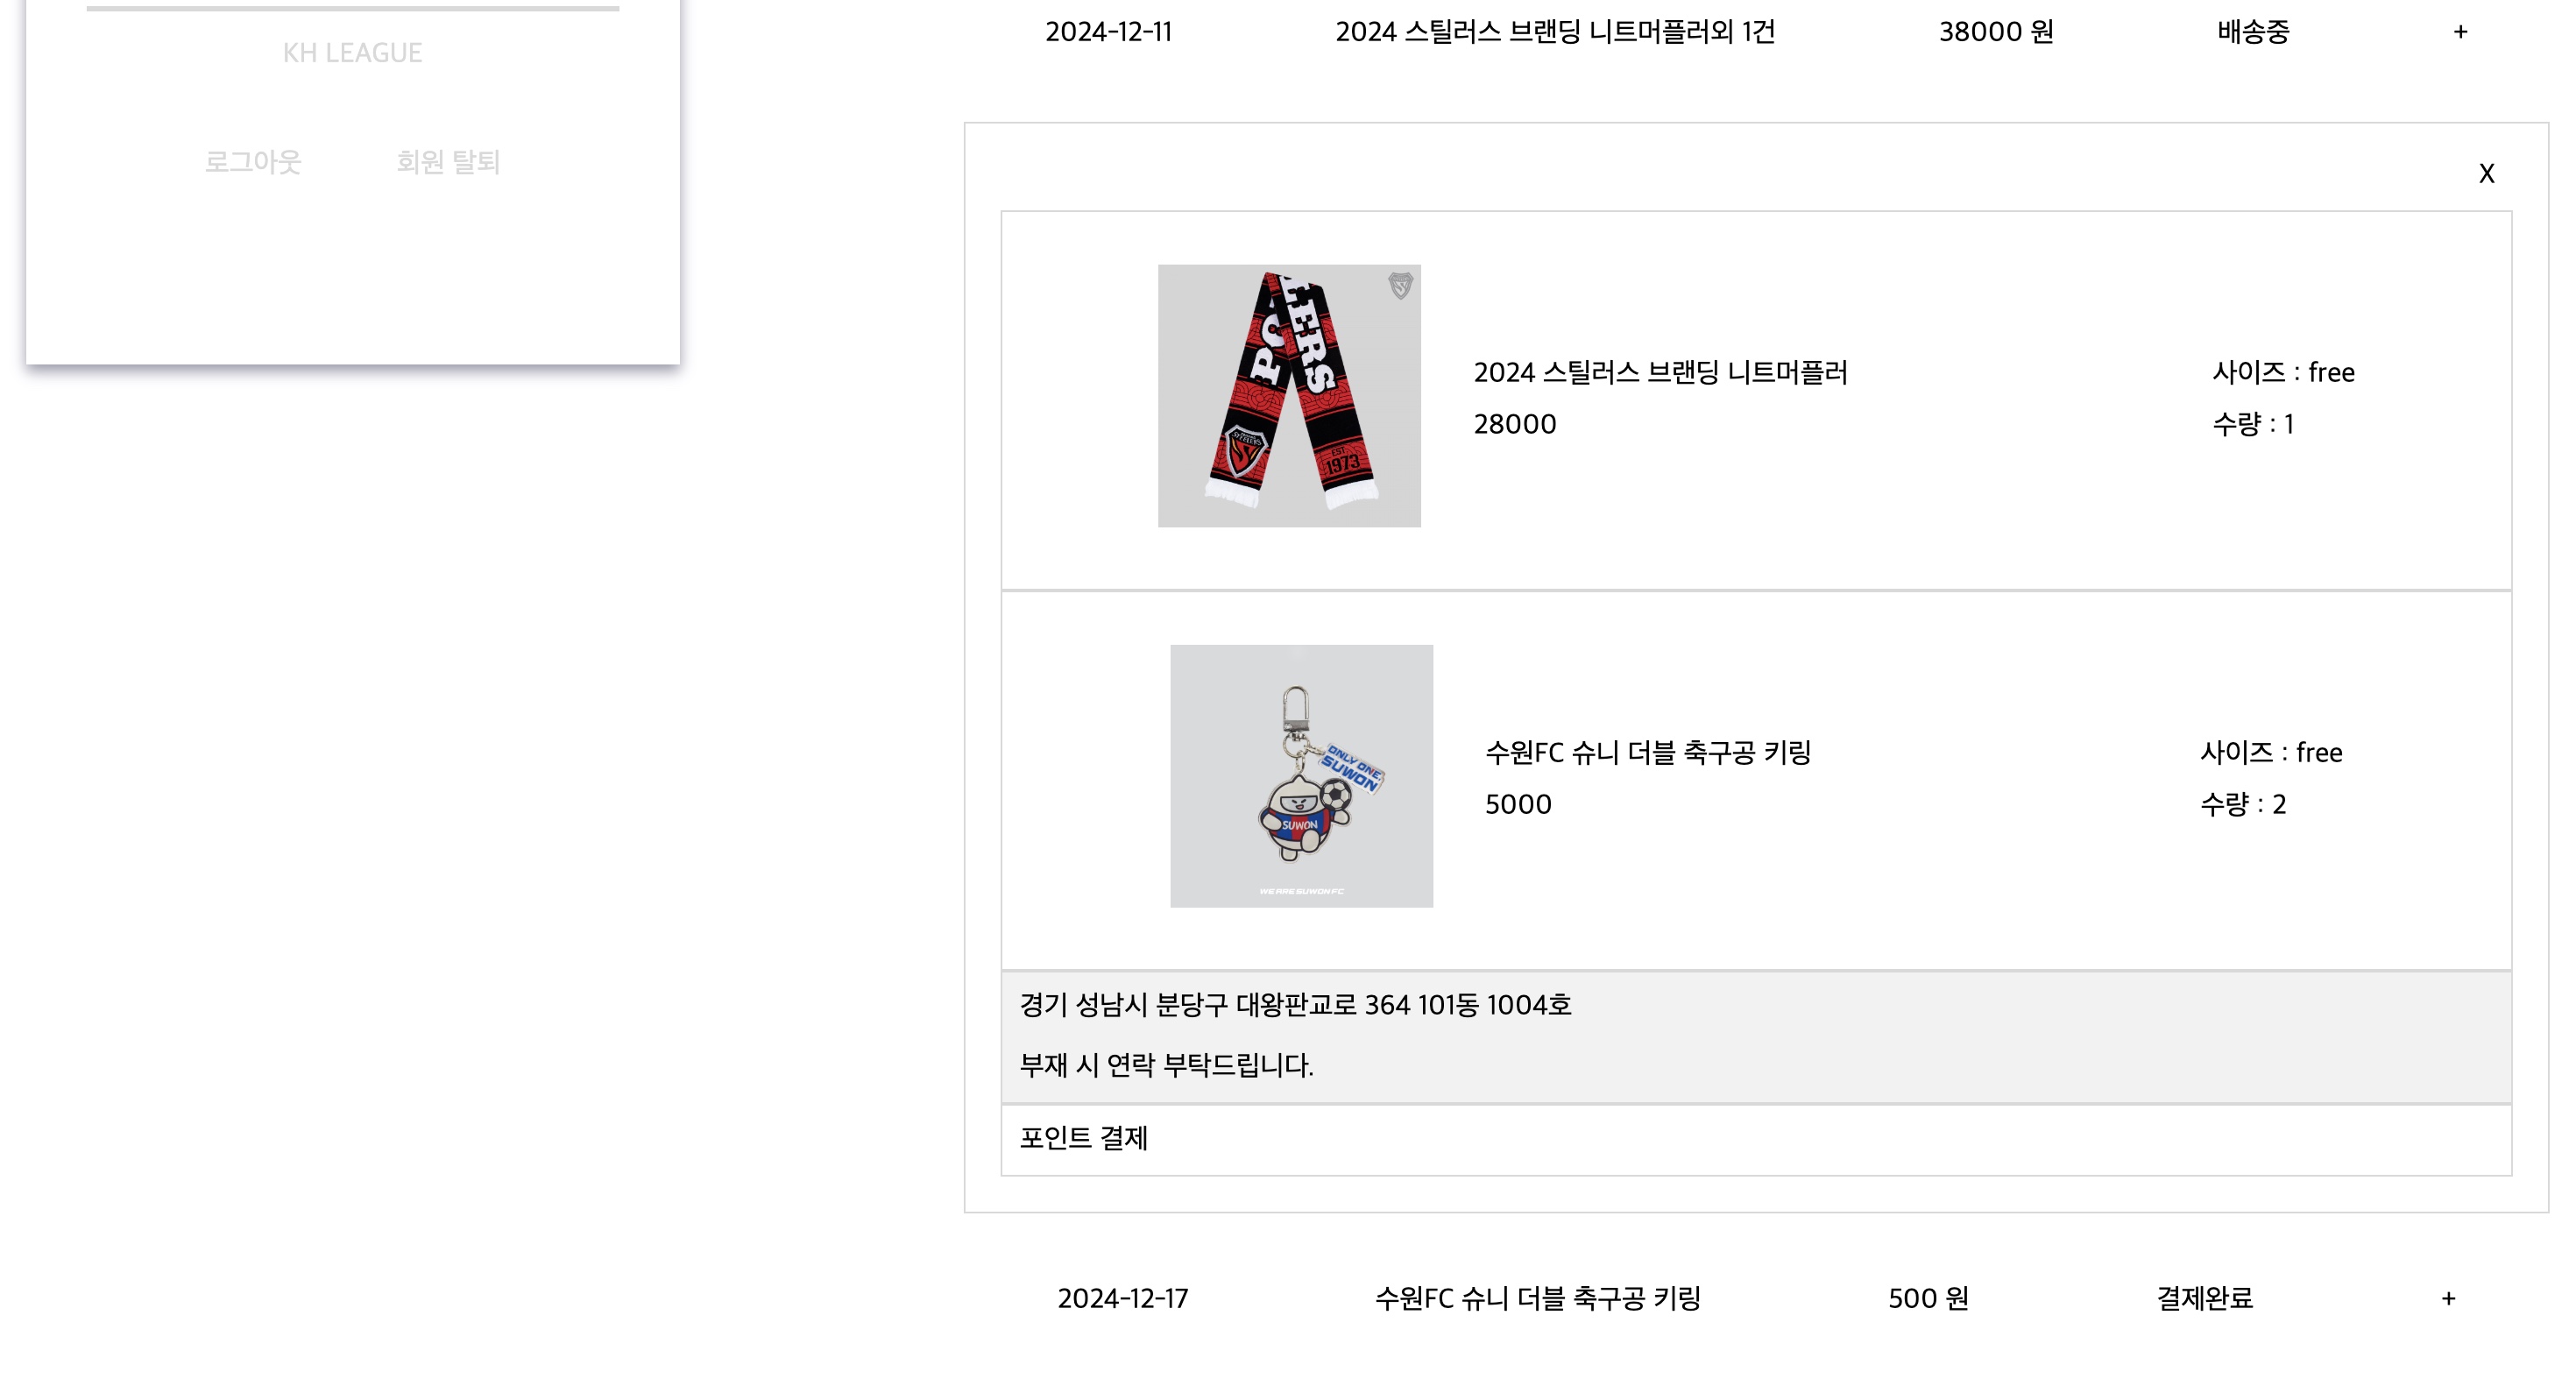 KH LEAGUE
로그아웃 회원 탈퇴
2024-12-11 2024 스틸러스 브랜딩 니트머플러외 1건 38000 원 배송중 +
X
PO
ERS
STEELERS
EST.
1973
2024 스틸러스 브랜딩 니트머플러 사이즈 : free
28000 수량 : 1
ONLY ONE,
SUWON
SUWON
WE ARE SUWON FC
수원FC 슈니 더블 축구공 키링 사이즈 : free
5000 수량 : 2
경기 성남시 분당구 대왕판교로 364 101동 1004호
부재 시 연락 부탁드립니다.
포인트 결제
2024-12-17 수원FC 슈니 더블 축구공 키링 500 원 결제완료 +